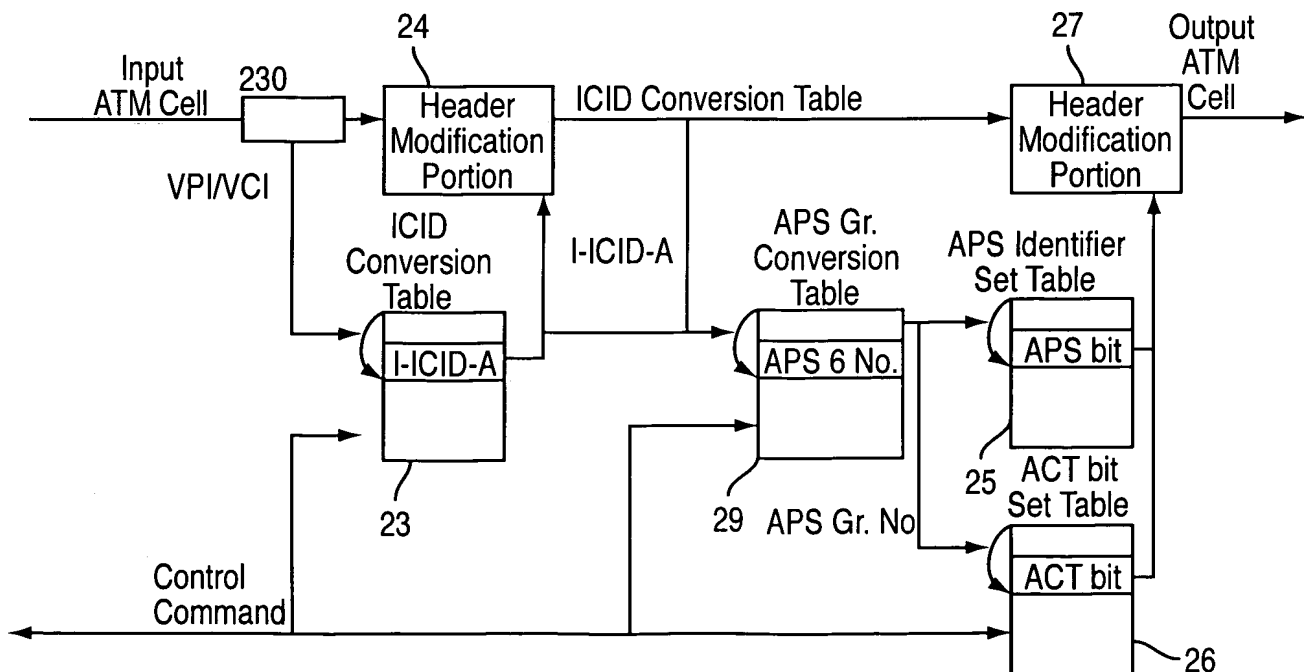 24
27
Input
ATM Cell
230
Header
Modification
Portion
ICID Conversion Table
Header
Modification
Portion
Output
ATM
Cell
VPI/VCI
ICID
Conversion
Table
I-ICID-A
APS Gr.
Conversion
Table
APS Identifier
Set Table
I-ICID-A
APS 6 No.
APS bit
23
29
APS Gr. No
25
ACT bit
Set Table
ACT bit
Control
Command
26